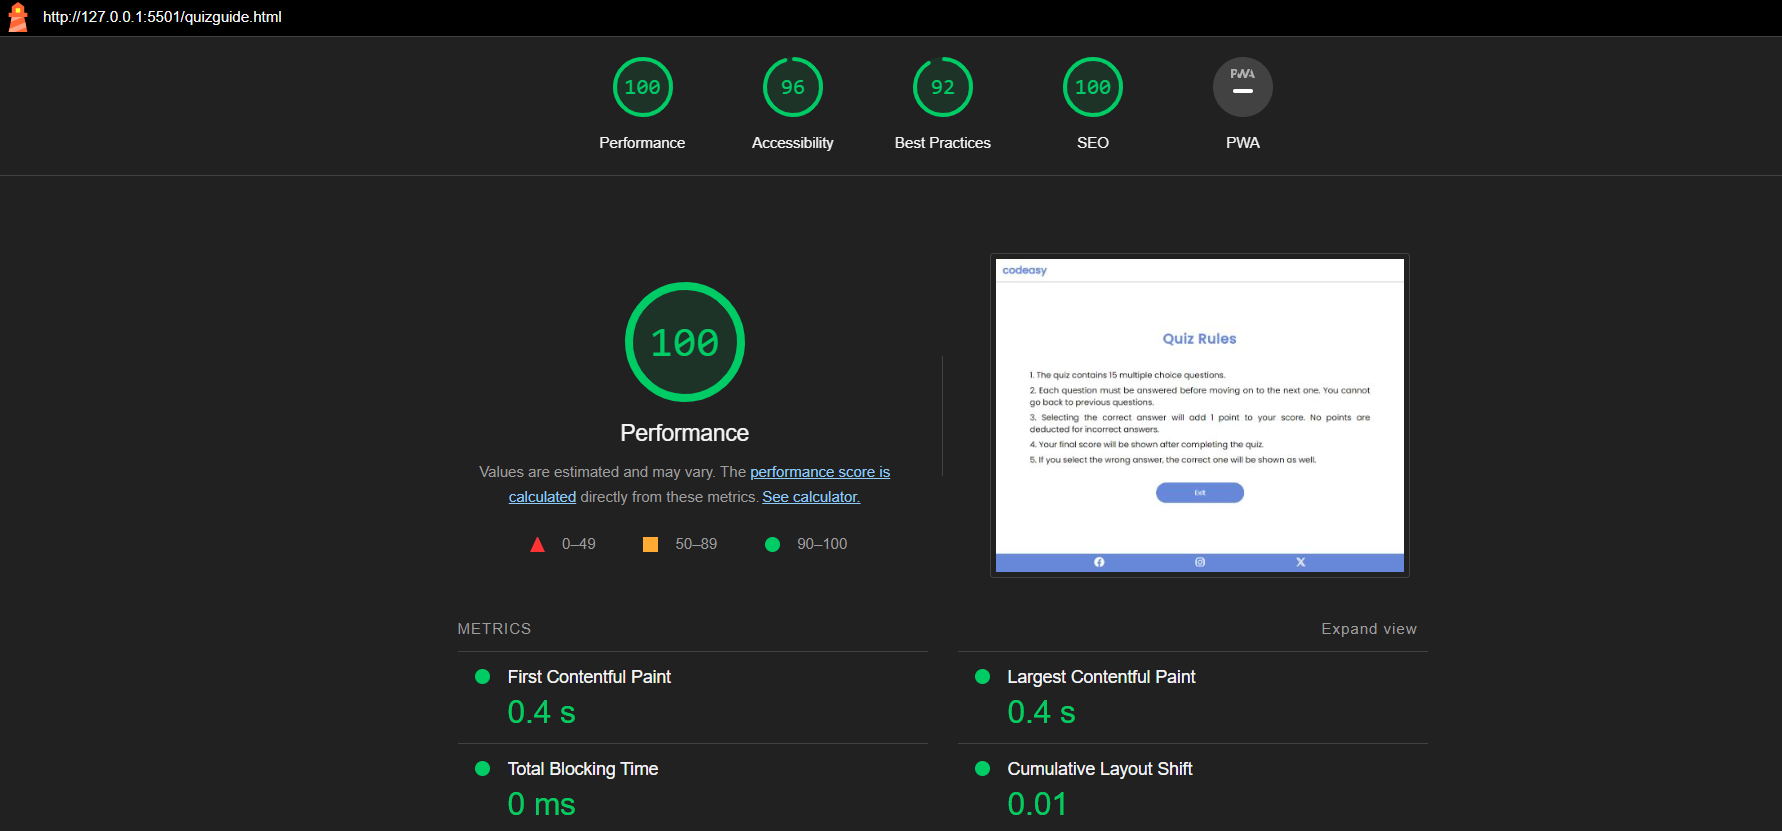 http://127.0.0.1:5501/quizguide.html
100
96
92
100
PWA
Performance
Accessibility
Best Practices
SEO
PWA
100
Performance
Values are estimated and may vary. The performance score is
calculated directly from these metrics. See calculator.
0–49
50–89
90–100
codeasy
Quiz Rules
1. The quiz contains 15 multiple choice questions.
2. Each question must be answered before moving on to the next one. You cannot
go back to previous questions.
3. Selecting the correct answer will add 1 point to your score. No points are
deducted for incorrect answers.
4. Your final score will be shown after completing the quiz.
5. If you select the wrong answer, the correct one will be shown as well.
Exit
METRICS
Expand view
First Contentful Paint
0.4 s
Largest Contentful Paint
0.4 s
Total Blocking Time
0 ms
Cumulative Layout Shift
0.01